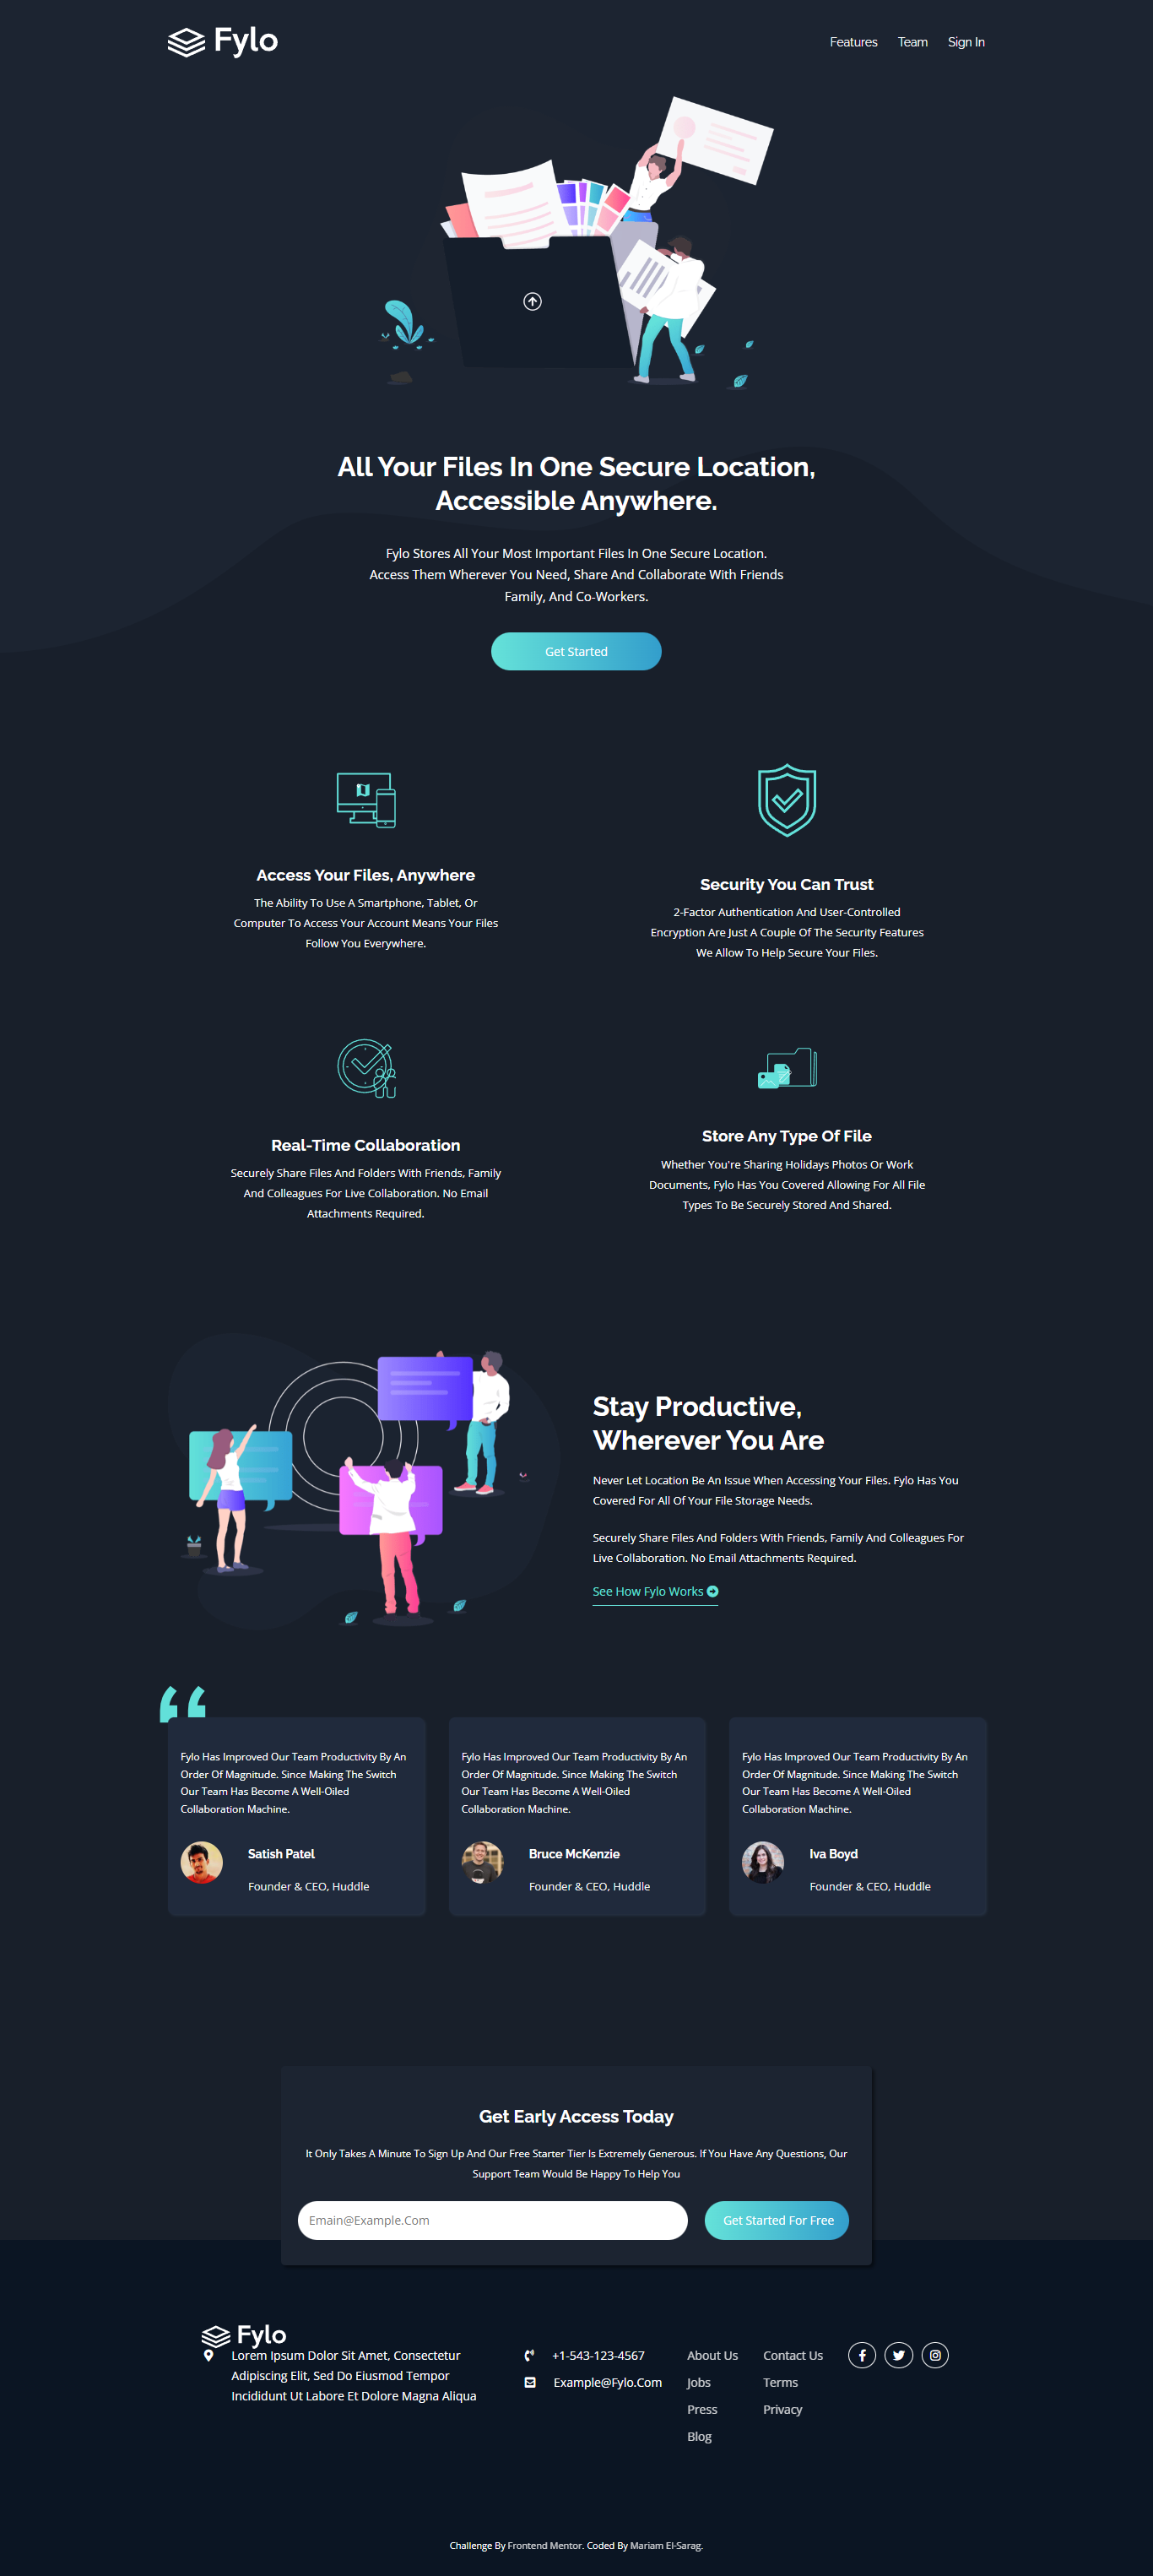 Fylo
Features Team Sign In
All Your Files In One Secure Location,
Accessible Anywhere.
Fylo Stores All Your Most Important Files In One Secure Location.
Access Them Wherever You Need, Share And Collaborate With Friends
Family, And Co-Workers.
Get Started
Access Your Files, Anywhere
The Ability To Use A Smartphone, Tablet, Or
Computer To Access Your Account Means Your Files
Follow You Everywhere.
Security You Can Trust
2-Factor Authentication And User-Controlled
Encryption Are Just A Couple Of The Security Features
We Allow To Help Secure Your Files.
Real-Time Collaboration
Securely Share Files And Folders With Friends, Family
And Colleagues For Live Collaboration. No Email
Attachments Required.
Store Any Type Of File
Whether You're Sharing Holidays Photos Or Work
Documents, Fylo Has You Covered Allowing For All File
Types To Be Securely Stored And Shared.
Stay Productive,
Wherever You Are
Never Let Location Be An Issue When Accessing Your Files. Fylo Has You
Covered For All Of Your File Storage Needs.
Securely Share Files And Folders With Friends, Family And Colleagues For
Live Collaboration. No Email Attachments Required.
See How Fylo Works
Fylo Has Improved Our Team Productivity By An
Order Of Magnitude. Since Making The Switch
Our Team Has Become A Well-Oiled
Collaboration Machine.
Satish Patel
Founder & CEO, Huddle
Fylo Has Improved Our Team Productivity By An
Order Of Magnitude. Since Making The Switch
Our Team Has Become A Well-Oiled
Collaboration Machine.
Bruce McKenzie
Founder & CEO, Huddle
Fylo Has Improved Our Team Productivity By An
Order Of Magnitude. Since Making The Switch
Our Team Has Become A Well-Oiled
Collaboration Machine.
Iva Boyd
Founder & CEO, Huddle
Get Early Access Today
It Only Takes A Minute To Sign Up And Our Free Starter Tier Is Extremely Generous. If You Have Any Questions, Our
Support Team Would Be Happy To Help You
Emain@Example.Com
Get Started For Free
Fylo
Lorem Ipsum Dolor Sit Amet, Consectetur
Adipiscing Elit, Sed Do Eiusmod Tempor
Incididunt Ut Labore Et Dolore Magna Aliqua
+1-543-123-4567
Example@Fylo.Com
About Us
Jobs
Press
Blog
Contact Us
Terms
Privacy
Challenge By Frontend Mentor. Coded By Mariam El-Sarag.